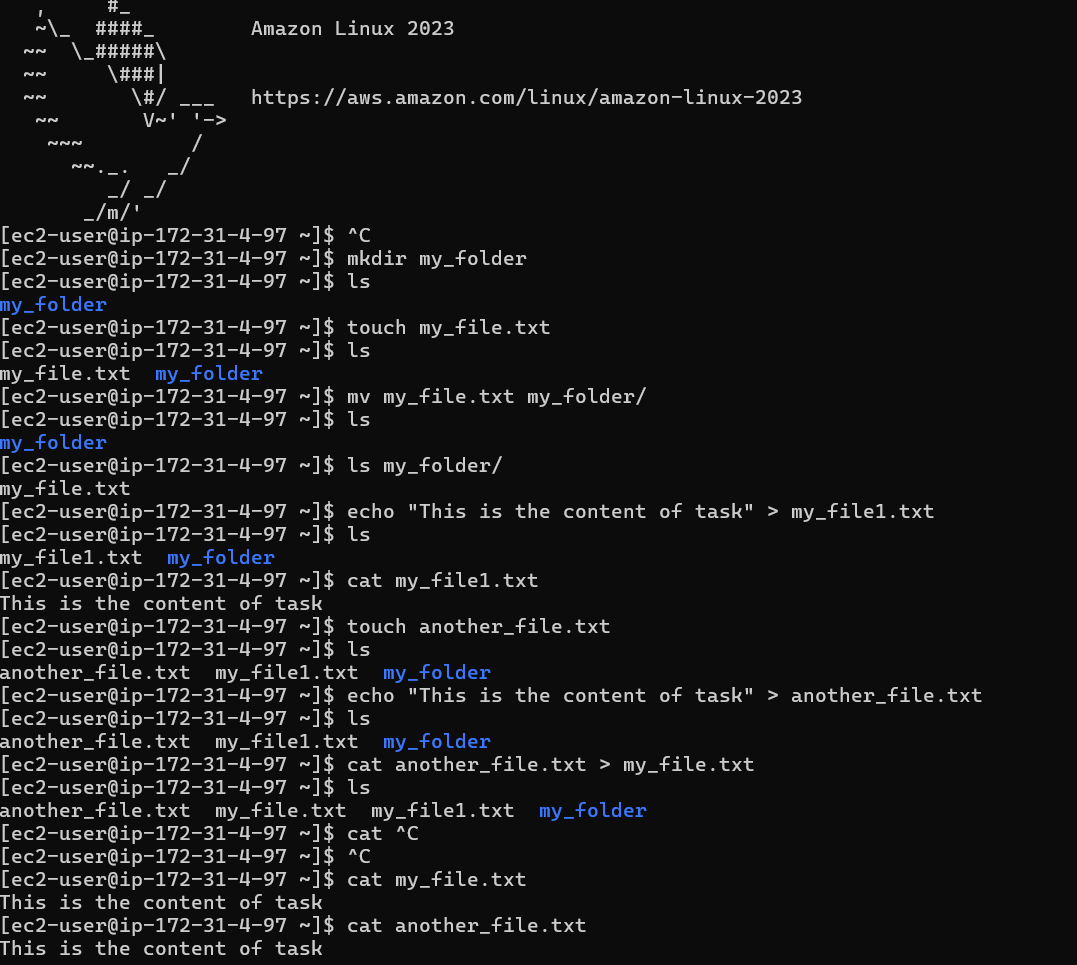 ,     #_
   ~\_  ####_        Amazon Linux 2023
  ~~  \_#####\
  ~~     \###|
  ~~       \#/ ___   https://aws.amazon.com/linux/amazon-linux-2023
   ~~       V~' '->
    ~~~         /
      ~~._.   _/
         _/ _/
       _/m/'
[ec2-user@ip-172-31-4-97 ~]$ ^C
[ec2-user@ip-172-31-4-97 ~]$ mkdir my_folder
[ec2-user@ip-172-31-4-97 ~]$ ls
my_folder
[ec2-user@ip-172-31-4-97 ~]$ touch my_file.txt
[ec2-user@ip-172-31-4-97 ~]$ ls
my_file.txt  my_folder
[ec2-user@ip-172-31-4-97 ~]$ mv my_file.txt my_folder/
[ec2-user@ip-172-31-4-97 ~]$ ls
my_folder
[ec2-user@ip-172-31-4-97 ~]$ ls my_folder/
my_file.txt
[ec2-user@ip-172-31-4-97 ~]$ echo "This is the content of task" > my_file1.txt
[ec2-user@ip-172-31-4-97 ~]$ ls
my_file1.txt  my_folder
[ec2-user@ip-172-31-4-97 ~]$ cat my_file1.txt
This is the content of task
[ec2-user@ip-172-31-4-97 ~]$ touch another_file.txt
[ec2-user@ip-172-31-4-97 ~]$ ls
another_file.txt  my_file1.txt  my_folder
[ec2-user@ip-172-31-4-97 ~]$ echo "This is the content of task" > another_file.txt
[ec2-user@ip-172-31-4-97 ~]$ ls
another_file.txt  my_file1.txt  my_folder
[ec2-user@ip-172-31-4-97 ~]$ cat another_file.txt > my_file.txt
[ec2-user@ip-172-31-4-97 ~]$ ls
another_file.txt  my_file.txt  my_file1.txt  my_folder
[ec2-user@ip-172-31-4-97 ~]$ cat ^C
[ec2-user@ip-172-31-4-97 ~]$ ^C
[ec2-user@ip-172-31-4-97 ~]$ cat my_file.txt
This is the content of task
[ec2-user@ip-172-31-4-97 ~]$ cat another_file.txt
This is the content of task